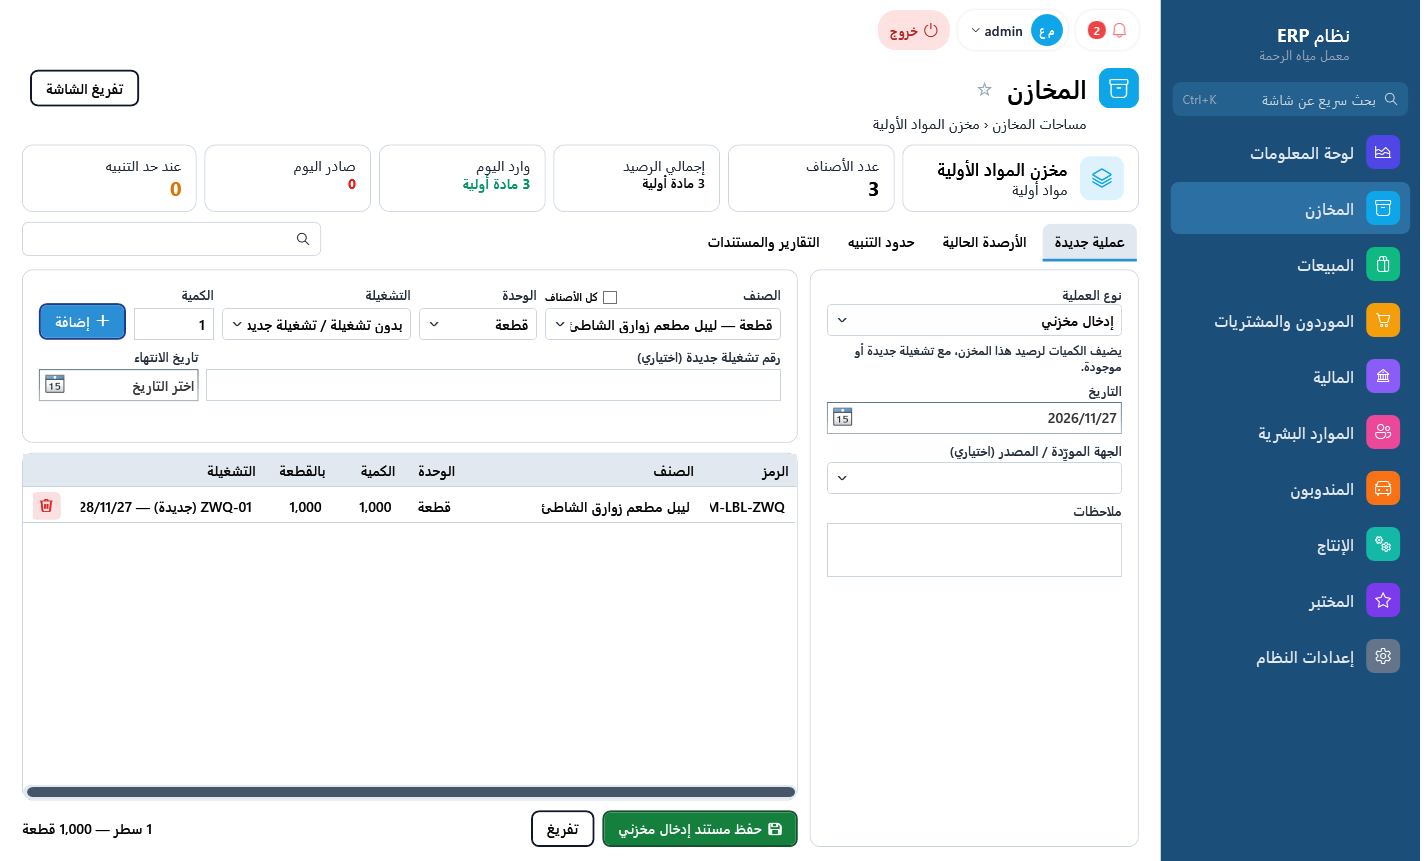 نظام ERP
معمل مياه الرحمة
بحث سريع عن شاشة
Ctrl+K
لوحة المعلومات
المخازن
المبيعات
الموردون والمشتريات
المالية
الموارد البشرية
المندوبون
الإنتاج
المختبر
إعدادات النظام
2
م ع
admin
خروج
المخازن
تفريغ الشاشة
مساحات المخازن › مخزن المواد الأولية
مخزن المواد الأولية
مواد أولية
عدد الأصناف
3
إجمالي الرصيد
3 مادة أولية
وارد اليوم
3 مادة أولية
صادر اليوم
0
عند حد التنبيه
0
عملية جديدة
الأرصدة الحالية
حدود التنبيه
التقارير والمستندات
نوع العملية
إدخال مخزني
يضيف الكميات لرصيد هذا المخزن، مع تشغيلة جديدة أو
موجودة.
التاريخ
2026/11/27
15
الجهة المورّدة / المصدر (اختياري)
ملاحظات
الصنف
كل الأصناف
الوحدة
التشغيلة
الكمية
قطعة — ليبل مطعم زوارق الشاطئ
قطعة
بدون تشغيلة / تشغيلة جديد
1
إضافة
رقم تشغيلة جديدة (اختياري)
تاريخ الانتهاء
اختر التاريخ
15
الرمز
الصنف
الوحدة
الكمية
بالقطعة
التشغيلة
M-LBL-ZWQ
ليبل مطعم زوارق الشاطئ
قطعة
1,000
1,000
ZWQ-01 (جديدة) — 28/11/27
حفظ مستند إدخال مخزني
تفريغ
1 سطر — 1,000 قطعة